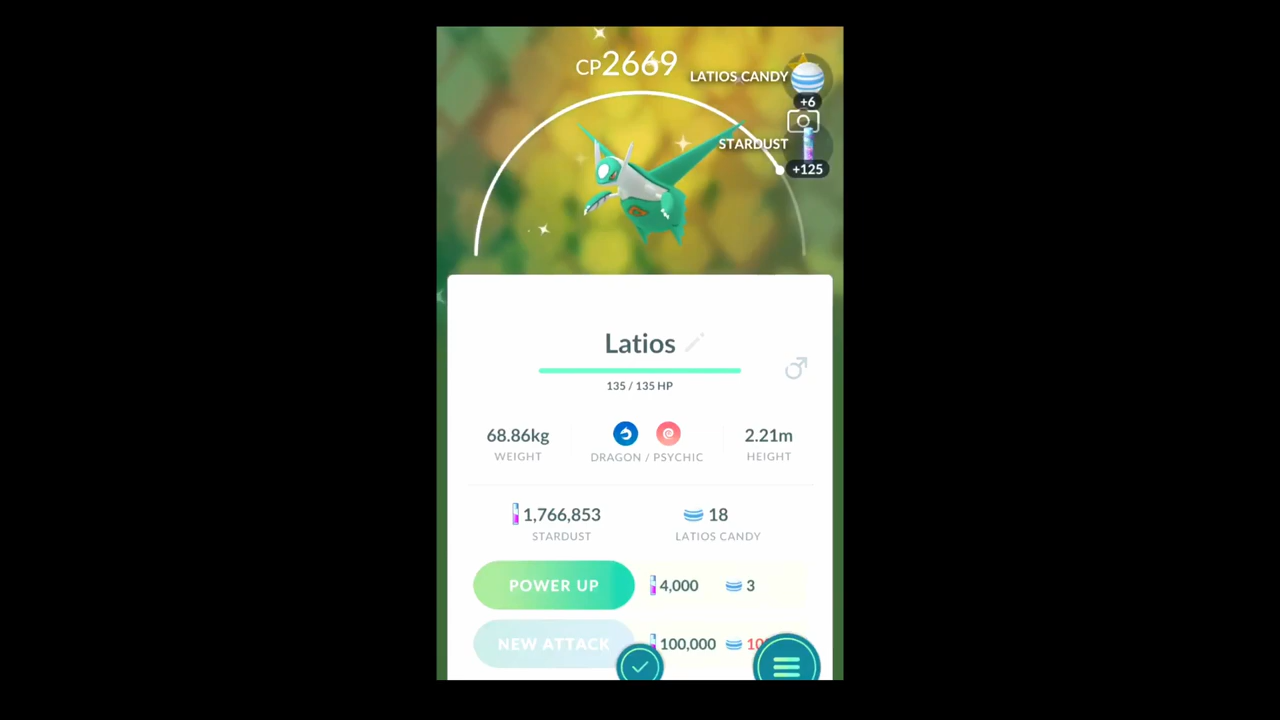 CP2669
LATIOS CANDY
+6
STARDUST
+125
Latios
135 / 135 HP
68.86kg
WEIGHT
DRAGON / PSYCHIC
2.21m
HEIGHT
1,766,853
STARDUST
18
LATIOS CANDY
POWER UP
4,000
3
NEW ATTACK
100,000